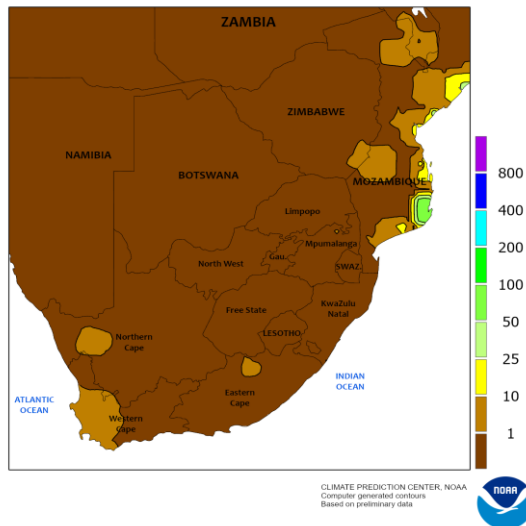 ZAMBIA
ZIMBABWE
NAMIBIA
BOTSWANA
MOZAMBIQUE
Limpopo
Mpumalanga
North West
Gau.
SWAZ.
Free State
KwaZulu
Natal
LESOTHO
Northern
Cape
Eastern
Cape
Western
Cape
ATLANTIC
OCEAN
INDIAN
OCEAN
800
400
200
100
50
25
10
1
CLIMATE PREDICTION CENTER, NOAA
Computer generated contours
Based on preliminary data
NOAA